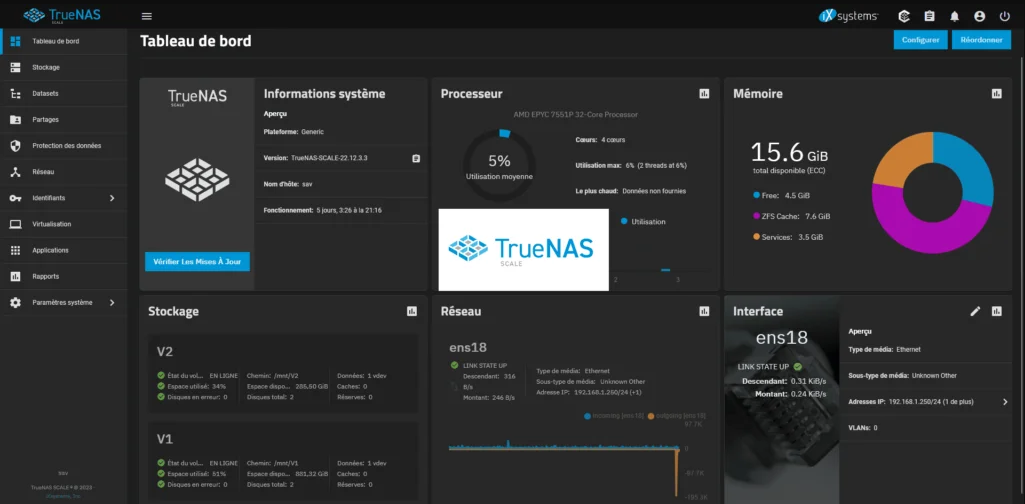 TrueNAS
SCALE
iXsystems
Tableau de bord
Stockage
Datasets
Partages
Protection des données
Réseau
Identifiants
Virtualisation
Applications
Rapports
Paramètres système
TrueNAS SCALE ® © 2023
iXsystems, Inc
Tableau de bord
Configurer
Réordonner
TrueNAS
SCALE
Vérifier Les Mises À Jour
Informations système
Aperçu
Plateforme: Generic
Version: TrueNAS-SCALE-22.12.3.3
Nom d'hôte: sav
Fonctionnement: 5 jours, 3:26 à la 21:16
Processeur
AMD EPYC 7551P 32-Core Processor
5%
Utilisation moyenne
Cœurs: 4 cœurs
Utilisation max: 6% (2 threads at 6%)
Le plus chaud: Données non fournies
TrueNAS
SCALE
Utilisation
2 3
Mémoire
15.6 GiB
total disponible (ECC)
Free: 4.5 GiB
ZFS Cache: 7.6 GiB
Services: 3.5 GiB
Stockage
V2
État du vol... EN LIGNE
Espace utilisé: 34%
Disques en erreur: 0
Chemin: /mnt/V2
Espace dispo... 285,50 GiB
Disques total: 2
Données: 1 vdev
Caches: 0
Réserves: 0
V1
État du vol... EN LIGNE
Espace utilisé: 51%
Disques en erreur: 0
Chemin: /mnt/V1
Espace dispo... 881,32 GiB
Disques total: 2
Données: 1 vdev
Caches: 0
Réserves: 0
Réseau
ens18
LINK STATE UP
Descendant: 316
B/s
Montant: 246 B/s
Type de média: Ethernet
Sous-type de média: Unknown Other
Adresse IP: 192.168.1.250/24 (+1)
incoming [ens18] outgoing [ens18]
97.7K
0
-97.7K
-195.3K
Interface
ens18
LINK STATE UP
Descendant: 0.31 KiB/s
Montant: 0.24 KiB/s
Aperçu
Type de média: Ethernet
Sous-type de média: Unknown Other
Adresses IP: 192.168.1.250/24 (1 de plus)
VLANs: 0